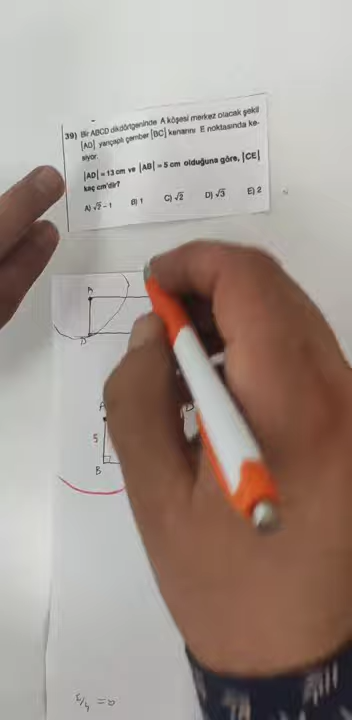 39) Bir ABCD dikdörtgeninde A köşesi merkez olacak şekil
|AD| yarıçaplı çember [BC] kenarını E noktasında ke-
siyor.
|AD| = 13 cm ve |AB| = 5 cm olduğuna göre, |CE|
kaç cm'dir?
A) √2 – 1 B) 1 C) √2 D) √3 E) 2
A
D
A
5
B